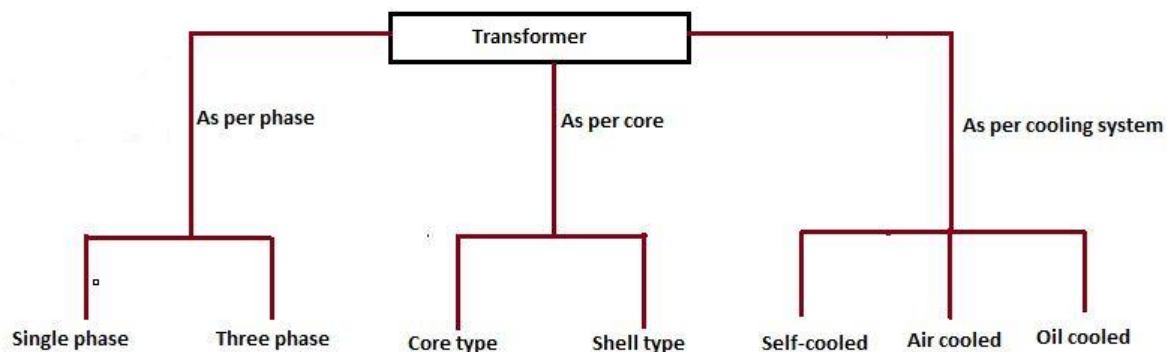 Transformer
As per phase
As per core
As per cooling system
Single phase
Three phase
Core type
Shell type
Self-cooled
Air cooled
Oil cooled